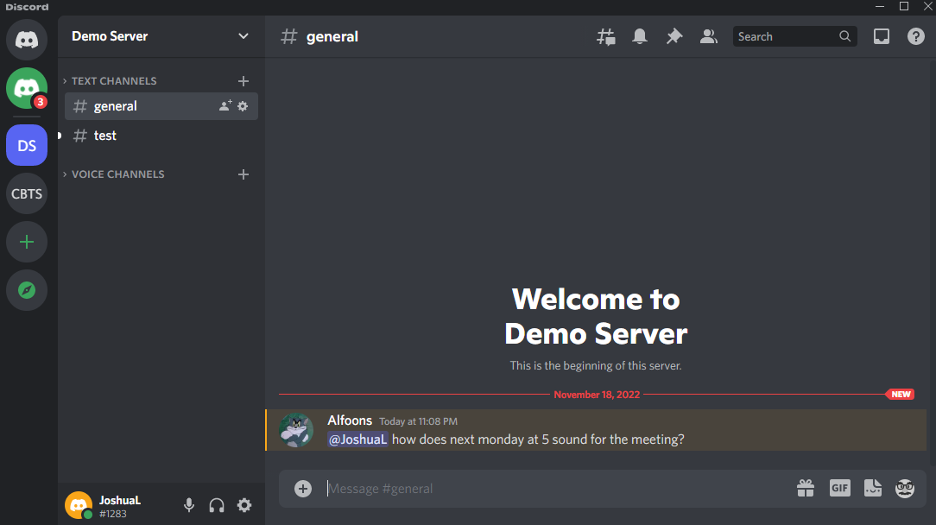 Discord
Demo Server
general
Search
3
TEXT CHANNELS
general
test
DS
VOICE CHANNELS
CBTS
Welcome to
Demo Server
This is the beginning of this server.
November 18, 2022 NEW
Alfoons Today at 11:08 PM
@JoshuaL how does next monday at 5 sound for the meeting?
Message #general
GIF
JoshuaL
#1283